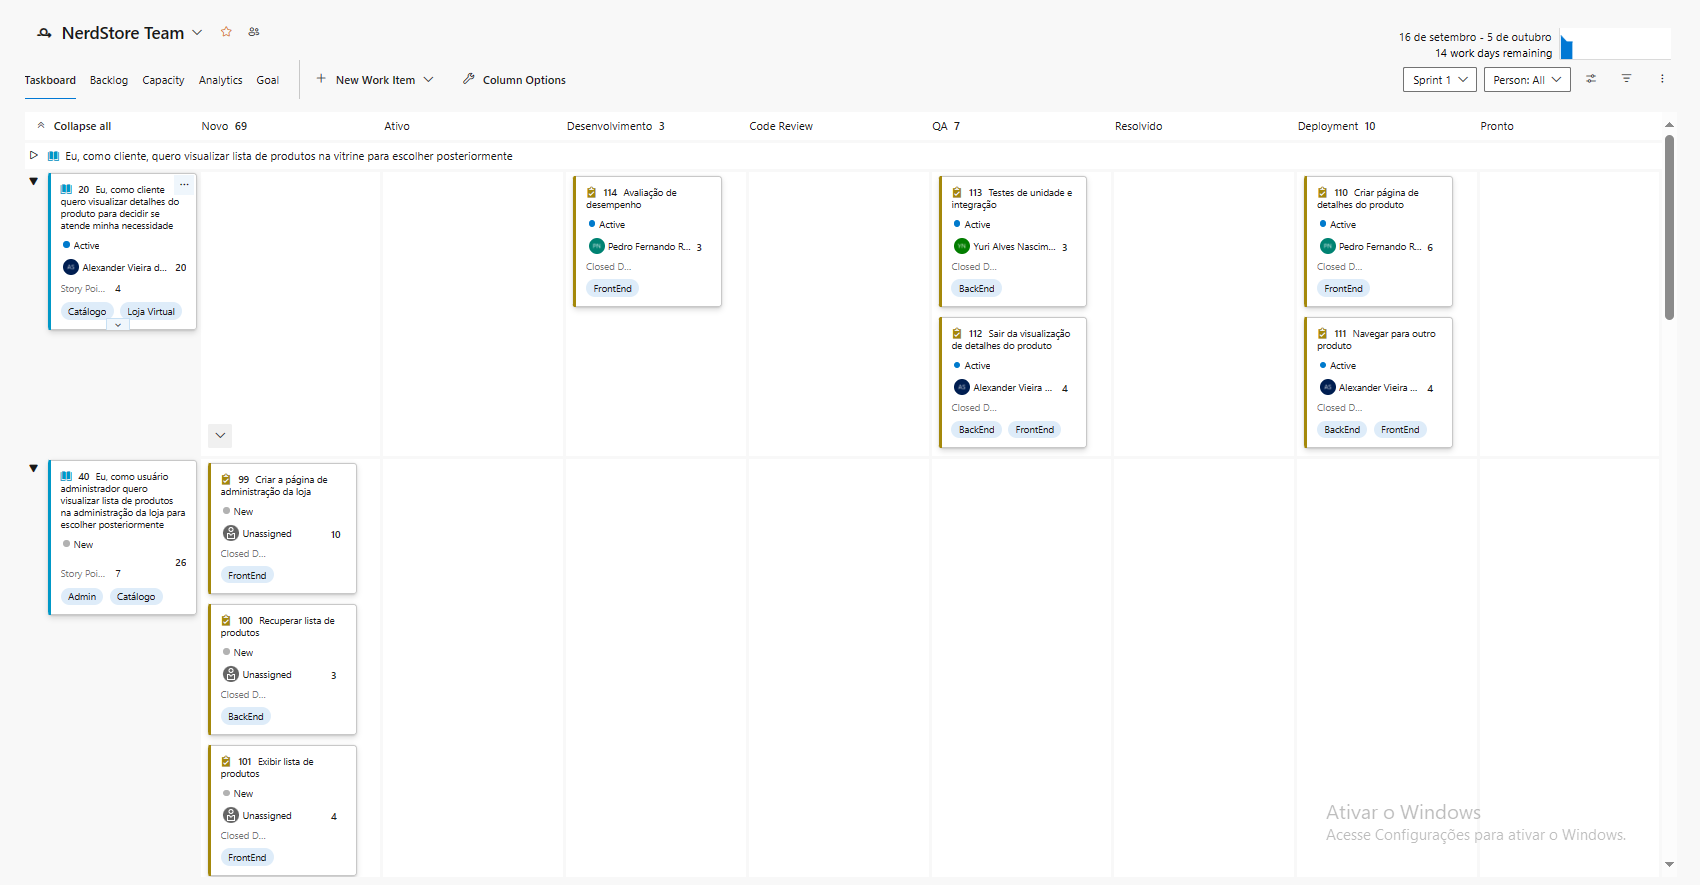 NerdStore Team
16 de setembro - 5 de outubro
14 work days remaining
Taskboard Backlog Capacity Analytics Goal New Work Item Column Options
Sprint 1 Person: All
Collapse all Novo 69 Ativo Desenvolvimento 3 Code Review QA 7 Resolvido Deployment 10 Pronto
Eu, como cliente, quero visualizar lista de produtos na vitrine para escolher posteriormente
20 Eu, como cliente
quero visualizar detalhes do
produto para decidir se
atende minha necessidade
Active
AS Alexander Vieira d... 20
Story Poi... 4
Catálogo Loja Virtual
114 Avaliação de
desempenho
Active
PN Pedro Fernando R... 3
Closed D...
FrontEnd
113 Testes de unidade e
integração
Active
YN Yuri Alves Nascim... 3
Closed D...
BackEnd
112 Sair da visualização
de detalhes do produto
Active
AS Alexander Vieira ... 4
Closed D...
BackEnd FrontEnd
110 Criar página de
detalhes do produto
Active
PN Pedro Fernando R... 6
Closed D...
FrontEnd
111 Navegar para outro
produto
Active
AS Alexander Vieira ... 4
Closed D...
BackEnd FrontEnd
40 Eu, como usuário
administrador quero
visualizar lista de produtos
na administração da loja para
escolher posteriormente
New
26
Story Poi... 7
Admin Catálogo
99 Criar a página de
administração da loja
New
Unassigned 10
Closed D...
FrontEnd
100 Recuperar lista de
produtos
New
Unassigned 3
Closed D...
BackEnd
101 Exibir lista de
produtos
New
Unassigned 4
Closed D...
FrontEnd
Ativar o Windows
Acesse Configurações para ativar o Windows.